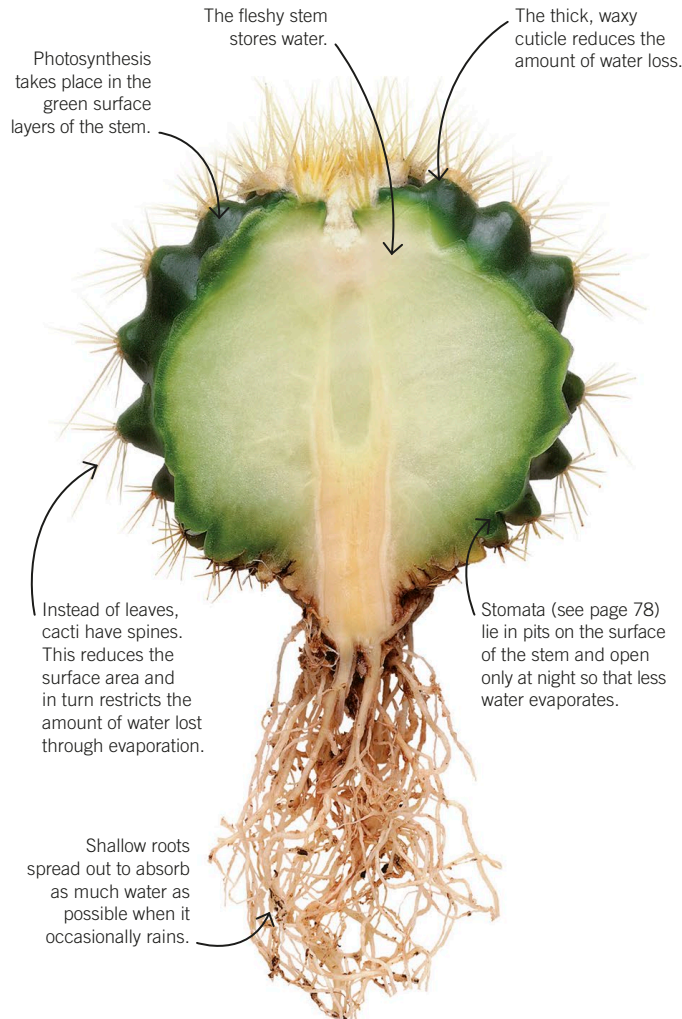 The fleshy stem
stores water.
The thick, waxy
cuticle reduces the
amount of water loss.
Photosynthesis
takes place in the
green surface
layers of the stem.
Instead of leaves,
cacti have spines.
This reduces the
surface area and
in turn restricts the
amount of water lost
through evaporation.
Stomata (see page 78)
lie in pits on the surface
of the stem and open
only at night so that less
water evaporates.
Shallow roots
spread out to absorb
as much water as
possible when it
occasionally rains.